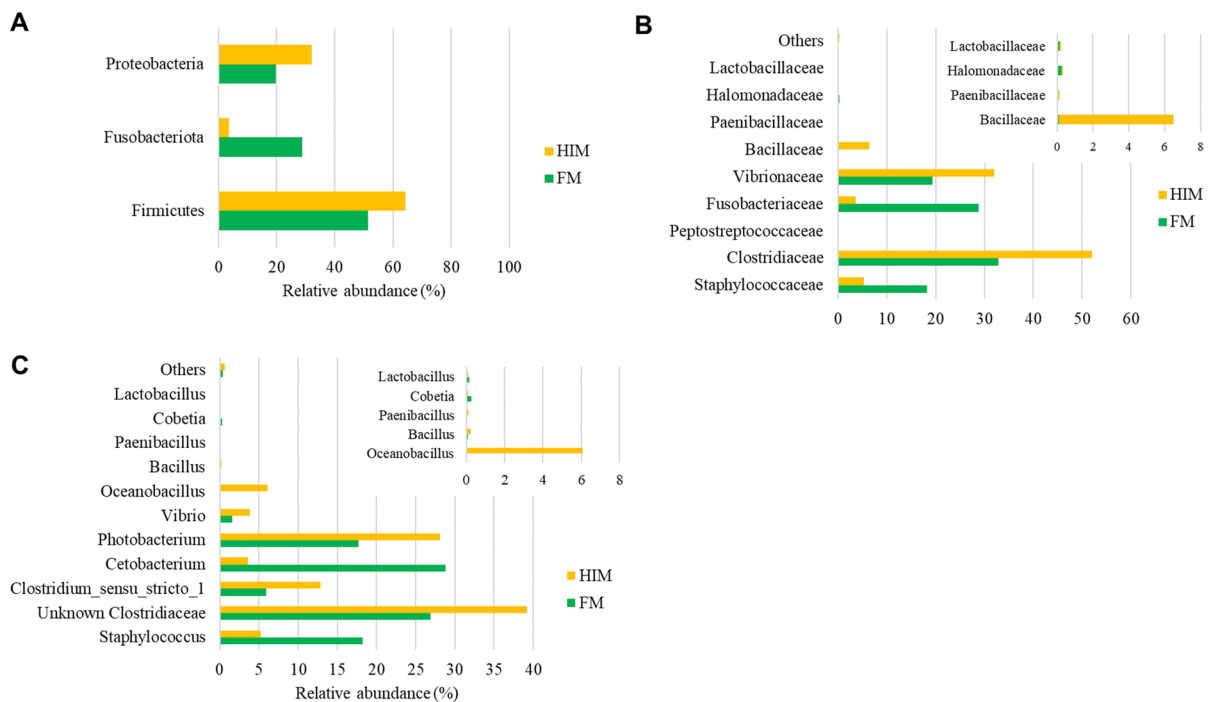 A
Proteobacteria
Fusobacteriota
Firmicutes
0 20 40 60 80 100
Relative abundance (%)
HIM
FM
B
Others
Lactobacillaceae
Halomonadaceae
Paenibacillaceae
Bacillaceae
Vibrionaceae
Fusobacteriaceae
Peptostreptococcaceae
Clostridiaceae
Staphylococcaceae
0 10 20 30 40 50 60
Lactobacillaceae
Halomonadaceae
Paenibacillaceae
Bacillaceae
0 2 4 6 8
HIM
FM
C
Others
Lactobacillus
Cobetia
Paenibacillus
Bacillus
Oceanobacillus
Vibrio
Photobacterium
Cetobacterium
Clostridium_sensu_stricto_1
Unknown Clostridiaceae
Staphylococcus
0 5 10 15 20 25 30 35 40
Relative abundance (%)
Lactobacillus
Cobetia
Paenibacillus
Bacillus
Oceanobacillus
0 2 4 6 8
HIM
FM